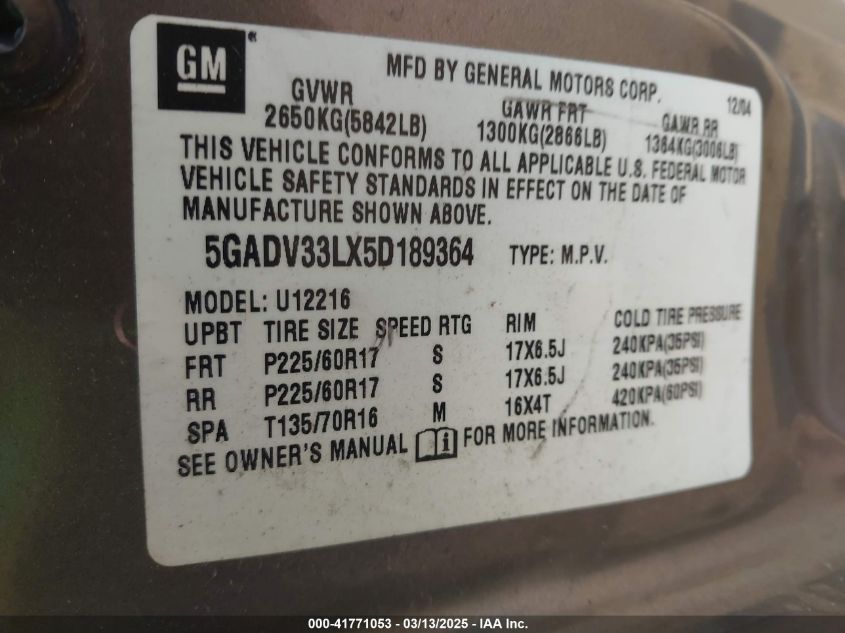 GM
MFD BY GENERAL MOTORS CORP. 12/04
GVWR GAWR FRT GAWR RR
2650KG(5842LB) 1300KG(2866LB) 1364KG(3006LB)
THIS VEHICLE CONFORMS TO ALL APPLICABLE U.S. FEDERAL MOTOR
VEHICLE SAFETY STANDARDS IN EFFECT ON THE DATE OF
MANUFACTURE SHOWN ABOVE.
5GADV33LX5D189364 TYPE: M.P.V.
MODEL: U12216
UPBT TIRE SIZE SPEED RTG RIM COLD TIRE PRESSURE
FRT P225/60R17 S 17X6.5J 240KPA(35PSI)
RR P225/60R17 S 17X6.5J 240KPA(35PSI)
SPA T135/70R16 M 16X4T 420KPA(60PSI)
SEE OWNER'S MANUAL FOR MORE INFORMATION.
000-41771053 - 03/13/2025 - IAA Inc.